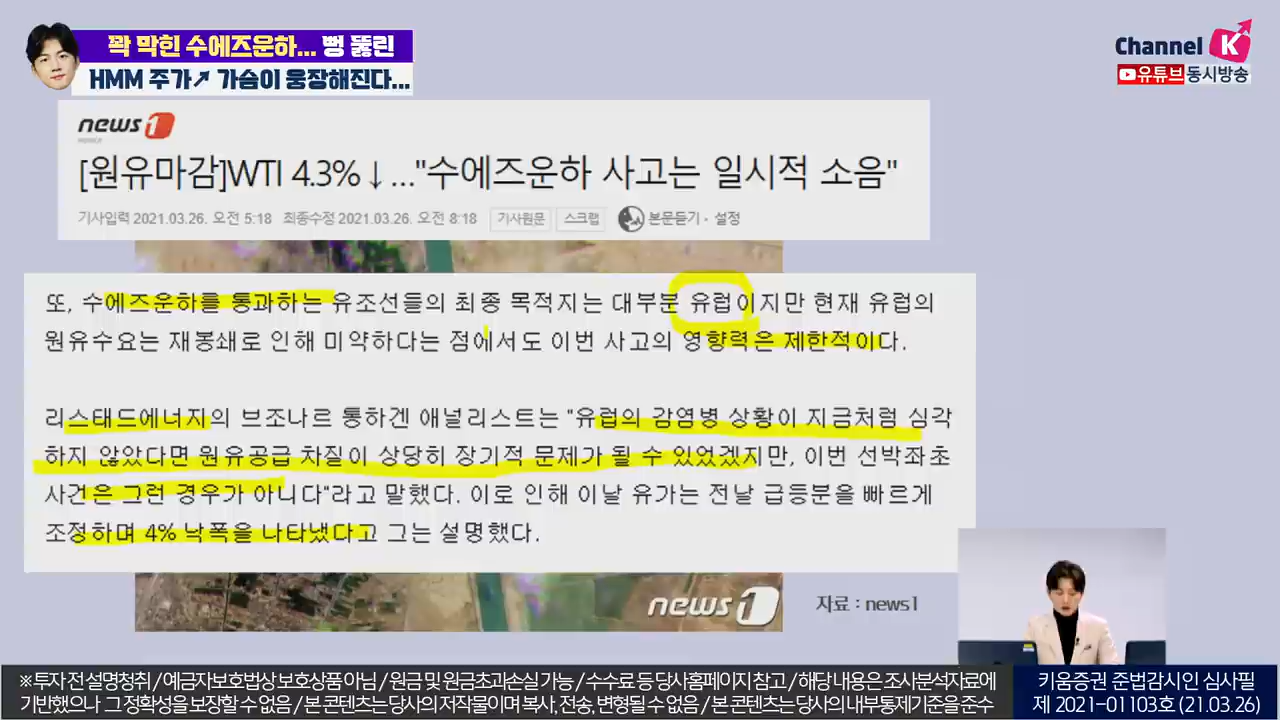 꽉 막힌 수에즈운하... 뻥 뚫린
HMM 주가↗ 가슴이 웅장해진다...
Channel K
유튜브동시방송
news1
[원유마감]WTI 4.3%↓..."수에즈운하 사고는 일시적 소음"
기사입력 2021.03.26. 오전 5:18 최종수정 2021.03.26. 오전 8:18 기사원문 스크랩 본문듣기 · 설정
또, 수에즈운하를 통과하는 유조선들의 최종 목적지는 대부분 유럽이지만 현재 유럽의
원유수요는 재봉쇄로 인해 미약하다는 점에서도 이번 사고의 영향력은 제한적이다.
리스태드에너지의 브조나르 통하겐 애널리스트는 "유럽의 감염병 상황이 지금처럼 심각
하지 않았다면 원유공급 차질이 상당히 장기적 문제가 될 수 있었겠지만, 이번 선박좌초
사건은 그런 경우가 아니다"라고 말했다. 이로 인해 이날 유가는 전날 급등분을 빠르게
조정하며 4% 낙폭을 나타냈다고 그는 설명했다.
news1
자료 : news1
※ 투자 전 설명청취 / 예금자보호법상 보호상품 아님 / 원금 및 원금초과손실 가능 / 수수료 등 당사홈페이지 참고 / 해당 내용은 조사분석자료에
기반했으나 그 정확성을 보장할 수 없음 / 본 콘텐츠는 당사의 저작물이며 복사, 전송, 변형될 수 없음 / 본 콘텐츠는 당사의 내부통제기준을 준수
키움증권 준법감시인 심사필
제 2021-01103호 (21.03.26)